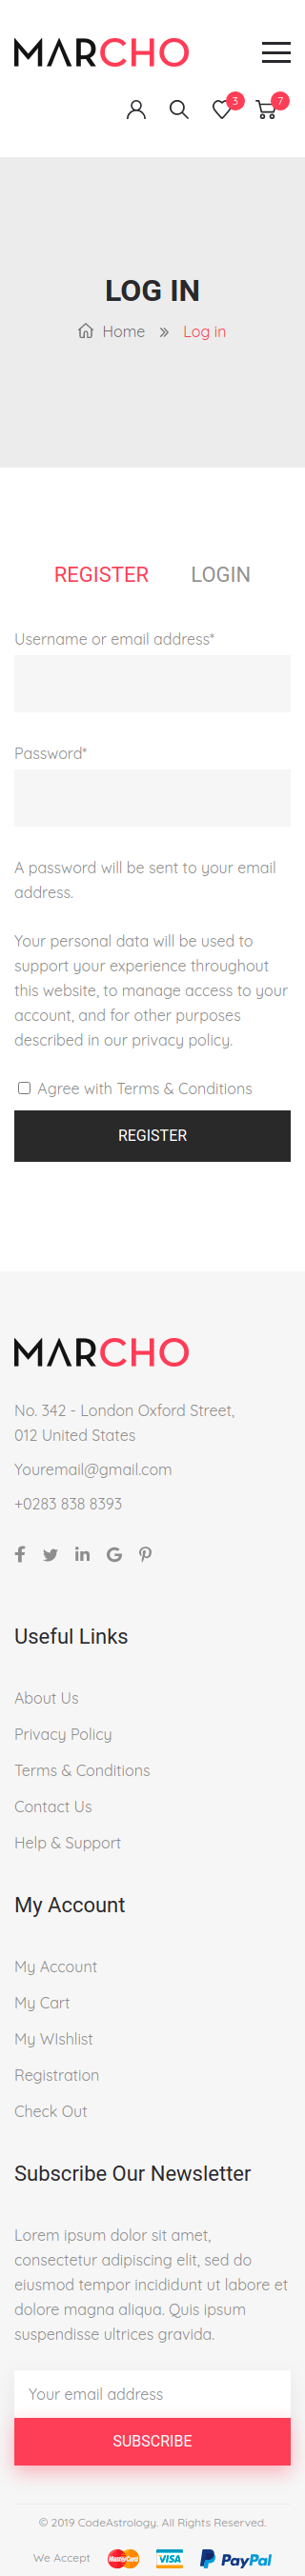 MARCHO
3
7
LOG IN
Home » Log in
REGISTER LOGIN
Username or email address*
Password*
A password will be sent to your email
address.
Your personal data will be used to
support your experience throughout
this website, to manage access to your
account, and for other purposes
described in our privacy policy.
Agree with Terms & Conditions
REGISTER
MARCHO
No. 342 - London Oxford Street,
012 United States
Youremail@gmail.com
+0283 838 8393
Useful Links
About Us
Privacy Policy
Terms & Conditions
Contact Us
Help & Support
My Account
My Account
My Cart
My WIshlist
Registration
Check Out
Subscribe Our Newsletter
Lorem ipsum dolor sit amet,
consectetur adipiscing elit, sed do
eiusmod tempor incididunt ut labore et
dolore magna aliqua. Quis ipsum
suspendisse ultrices gravida.
Your email address
SUBSCRIBE
© 2019 CodeAstrology. All Rights Reserved.
We Accept MasterCard VISA PayPal